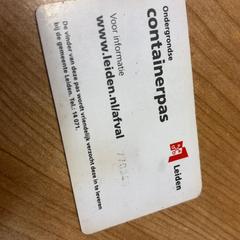 Ondergrondse
containerpas
Leiden
Voor informatie
www.leiden.nl/afval
De vinder van deze pas wordt vriendelijk verzocht deze in te leveren
bij de gemeente Leiden. Tel.: 14 071.